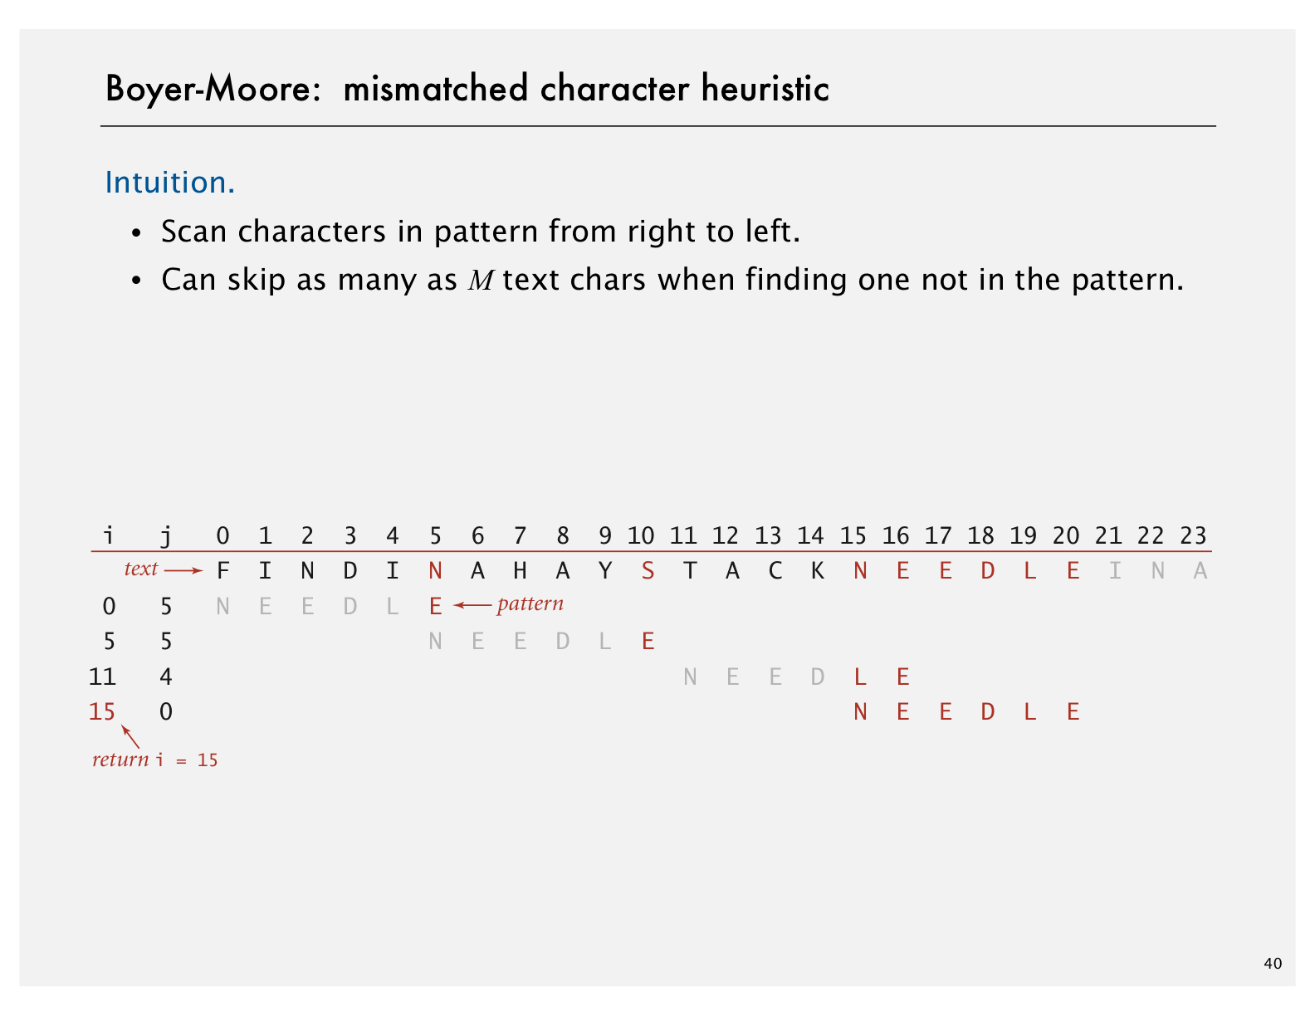 Boyer-Moore: mismatched character heuristic
Intuition.
• Scan characters in pattern from right to left.
• Can skip as many as M text chars when finding one not in the pattern.
i j 0 1 2 3 4 5 6 7 8 9 10 11 12 13 14 15 16 17 18 19 20 21 22 23
text F I N D I N A H A Y S T A C K N E E D L E I N A
0 5 N E E D L E pattern
5 5 N E E D L E
11 4 N E E D L E
15 0 N E E D L E
return i = 15
40